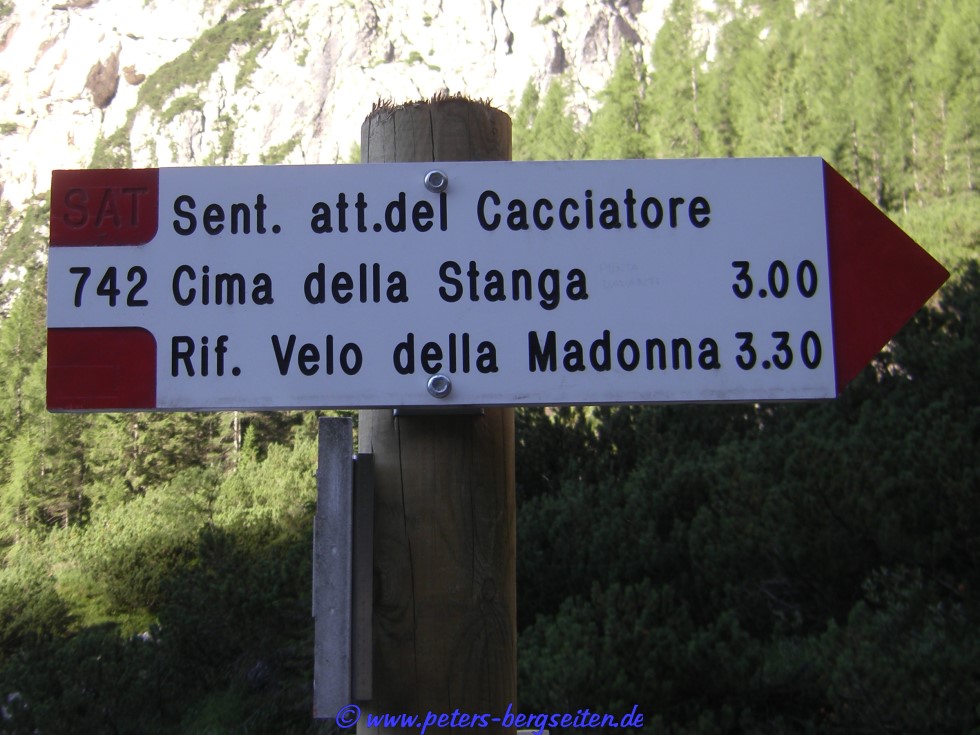 SAT
Sent. att.del Cacciatore
742 Cima della Stanga 3.00
Rif. Velo della Madonna 3.30
© www.peters-bergseiten.de